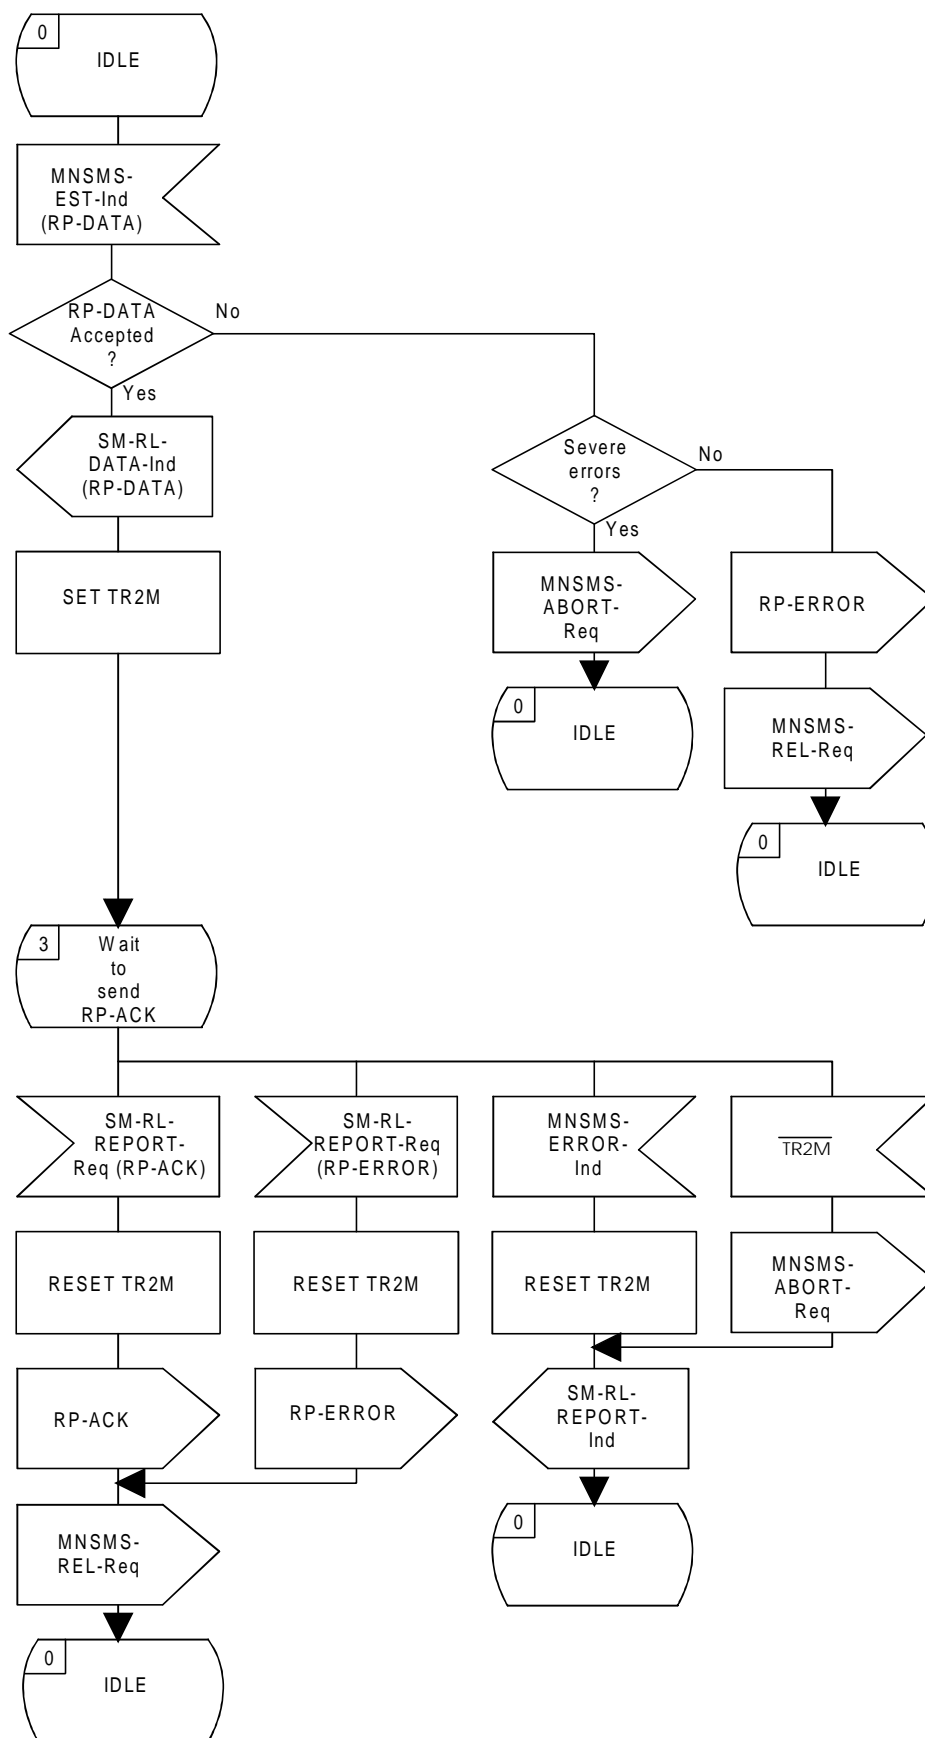 0
IDLE
MNSMS-
EST-Ind
(RP-DATA)
RP-DATA
Accepted
?
No
Yes
SM-RL-
DATA-Ind
(RP-DATA)
Severe
errors
?
No
Yes
SET TR2M
MNSMS-
ABORT-
Req
RP-ERROR
0
IDLE
MNSMS-
REL-Req
0
IDLE
3
Wait
to
send
RP-ACK
SM-RL-
REPORT-
Req (RP-ACK)
SM-RL-
REPORT-Req
(RP-ERROR)
MNSMS-
ERROR-
Ind
TR2M
RESET TR2M
RESET TR2M
RESET TR2M
MNSMS-
ABORT-
Req
RP-ACK
RP-ERROR
SM-RL-
REPORT-
Ind
MNSMS-
REL-Req
0
IDLE
0
IDLE